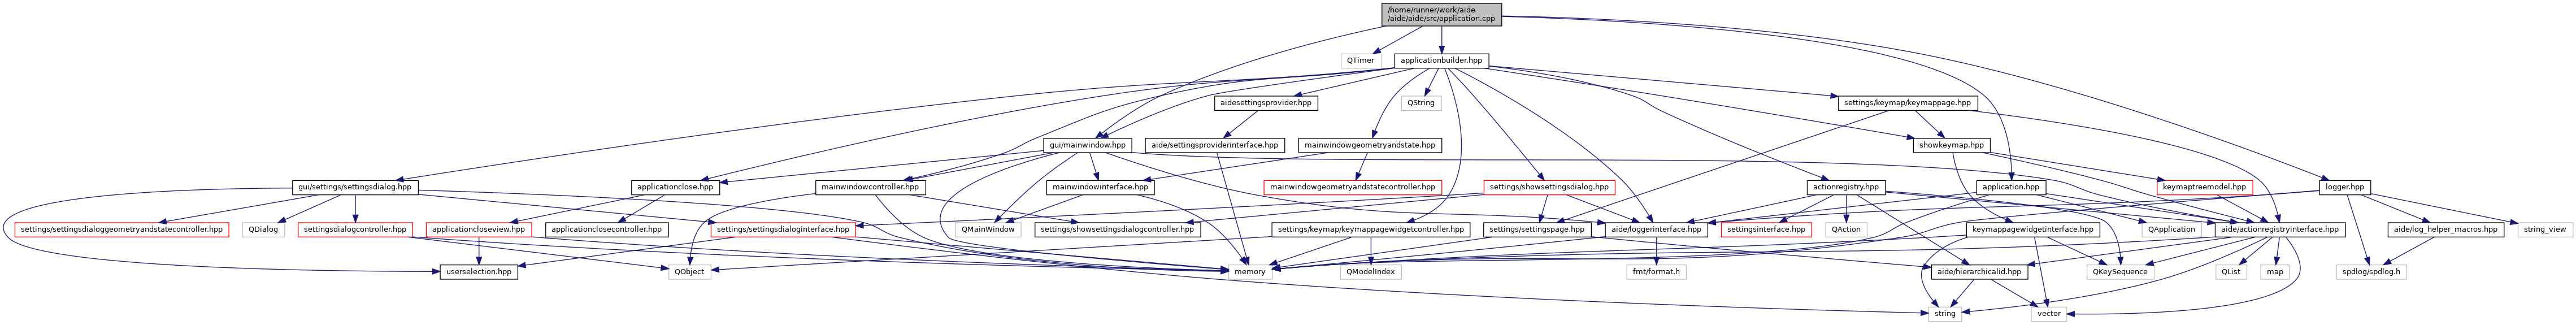 /home/runner/work/aide
/aide/aide/src/application.cpp
QTimer
applicationbuilder.hpp
aidesettingsprovider.hpp
QString
settings/keymap/keymappage.hpp
gui/mainwindow.hpp
aide/settingsproviderinterface.hpp
mainwindowgeometryandstate.hpp
showkeymap.hpp
gui/settings/settingsdialog.hpp
applicationclose.hpp
mainwindowcontroller.hpp
mainwindowinterface.hpp
mainwindowgeometryandstatecontroller.hpp
settings/showsettingsdialog.hpp
actionregistry.hpp
application.hpp
keymaptreemodel.hpp
logger.hpp
settings/settingsdialoggeometryandstatecontroller.hpp
QDialog
settingsdialogcontroller.hpp
applicationcloseview.hpp
applicationclosecontroller.hpp
settings/settingsdialoginterface.hpp
QMainWindow
settings/showsettingsdialogcontroller.hpp
settings/keymap/keymappagewidgetcontroller.hpp
settings/settingspage.hpp
aide/loggerinterface.hpp
settingsinterface.hpp
QAction
keymappagewidgetinterface.hpp
QApplication
aide/actionregistryinterface.hpp
aide/log_helper_macros.hpp
string_view
userselection.hpp
QObject
memory
QModelIndex
fmt/format.h
aide/hierarchicalid.hpp
QKeySequence
QList
map
spdlog/spdlog.h
string
vector